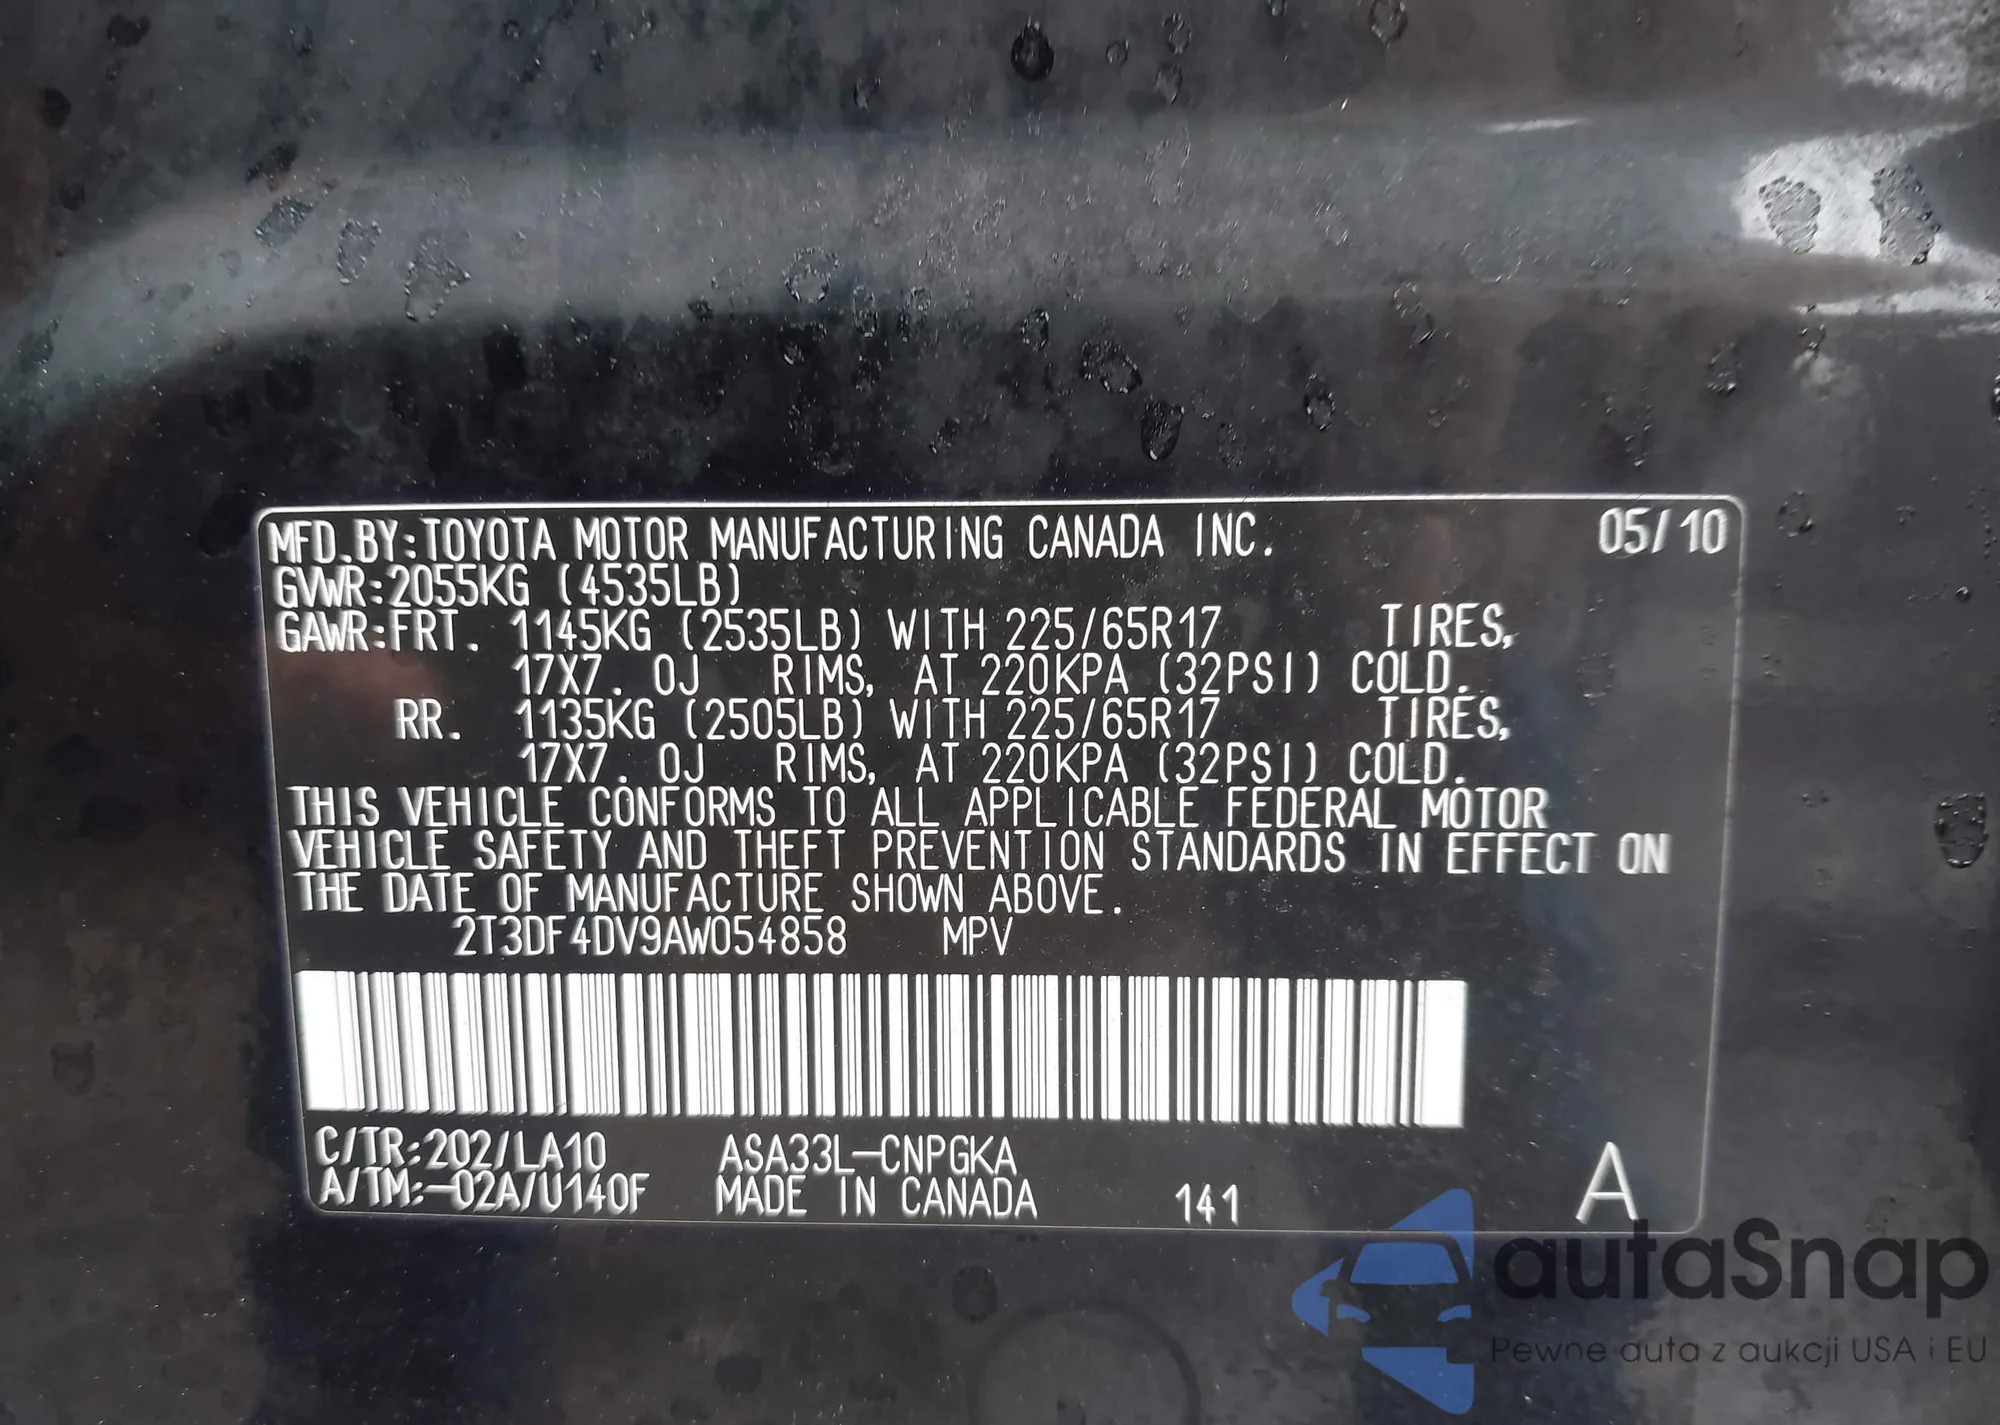 MFD.BY:TOYOTA MOTOR MANUFACTURING CANADA INC. 05/10
GVWR:2055KG (4535LB)
GAWR:FRT. 1145KG (2535LB) WITH 225/65R17 TIRES,
17X7. 0J RIMS, AT 220KPA (32PSI) COLD.
RR. 1135KG (2505LB) WITH 225/65R17 TIRES,
17X7. 0J RIMS, AT 220KPA (32PSI) COLD.
THIS VEHICLE CONFORMS TO ALL APPLICABLE FEDERAL MOTOR
VEHICLE SAFETY AND THEFT PREVENTION STANDARDS IN EFFECT ON
THE DATE OF MANUFACTURE SHOWN ABOVE.
2T3DF4DV9AW054858 MPV
C/TR:202/LA10 ASA33L-CNPGKA
A/TM:-02A/U140F MADE IN CANADA 141 A
autaSnap
Pewne auta z aukcji USA i EU